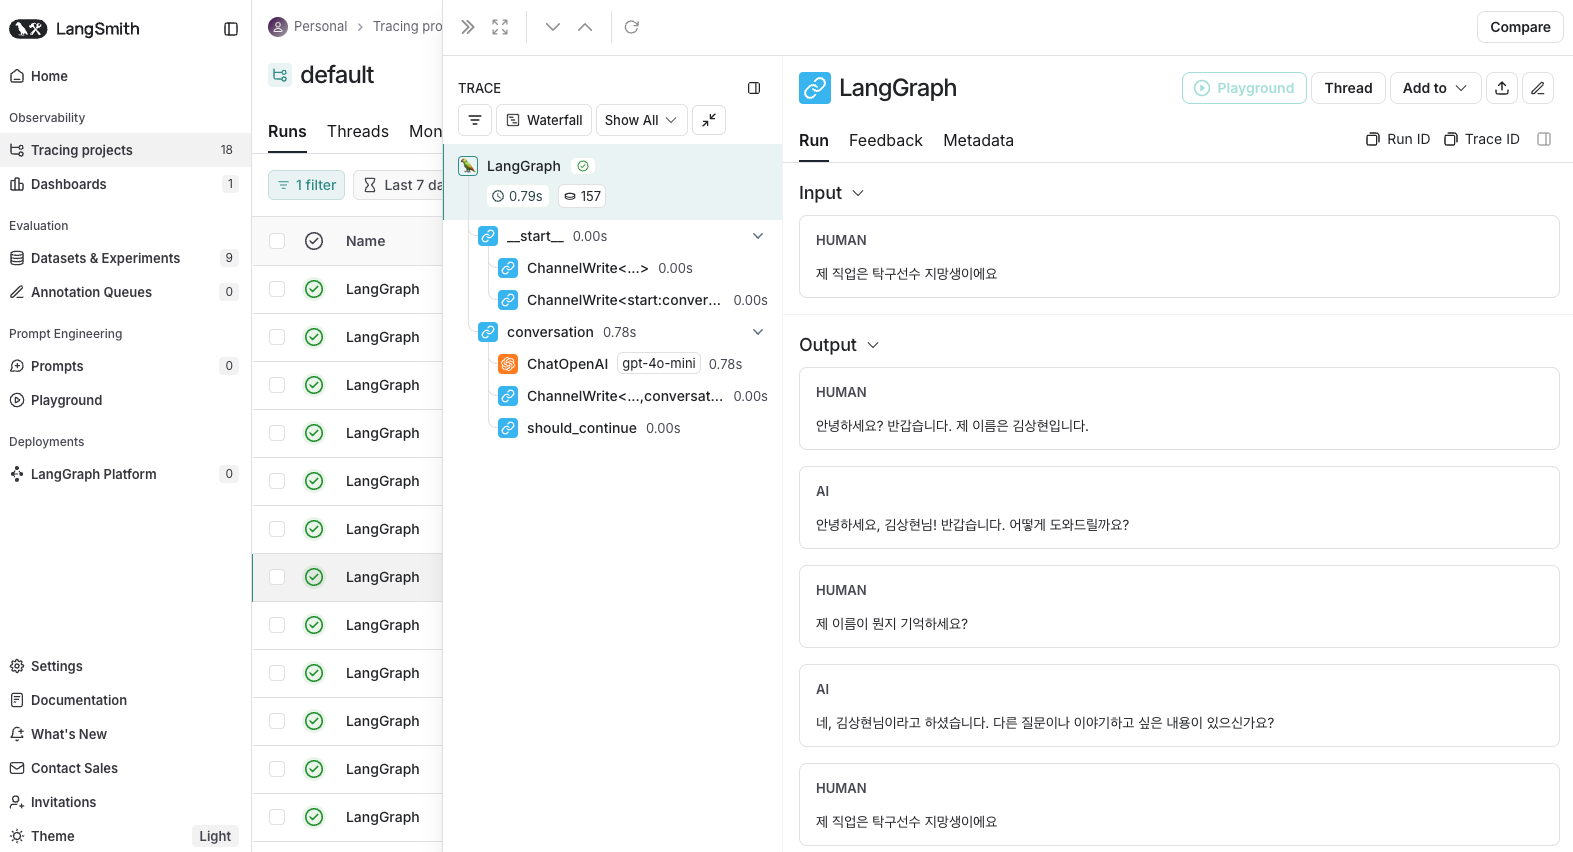 LangSmith
Home
Observability
Tracing projects 18
Dashboards 1
Evaluation
Datasets & Experiments 9
Annotation Queues 0
Prompt Engineering
Prompts 0
Playground
Deployments
LangGraph Platform 0
Settings
Documentation
What's New
Contact Sales
Invitations
Theme Light
Personal > Tracing pro
default
Runs Threads Mon
1 filter Last 7 da
Name
LangGraph
LangGraph
LangGraph
LangGraph
LangGraph
LangGraph
LangGraph
LangGraph
LangGraph
LangGraph
LangGraph
LangGraph
TRACE
Waterfall Show All
LangGraph
0.79s 157
__start__ 0.00s
ChannelWrite<...> 0.00s
ChannelWrite<start:conver... 0.00s
conversation 0.78s
ChatOpenAI gpt-4o-mini 0.78s
ChannelWrite<...,conversat... 0.00s
should_continue 0.00s
Compare
LangGraph
Playground Thread Add to
Run Feedback Metadata Run ID Trace ID
Input
HUMAN
제 직업은 탁구선수 지망생이에요
Output
HUMAN
안녕하세요? 반갑습니다. 제 이름은 김상현입니다.
AI
안녕하세요, 김상현님! 반갑습니다. 어떻게 도와드릴까요?
HUMAN
제 이름이 뭔지 기억하세요?
AI
네, 김상현님이라고 하셨습니다. 다른 질문이나 이야기하고 싶은 내용이 있으신가요?
HUMAN
제 직업은 탁구선수 지망생이에요